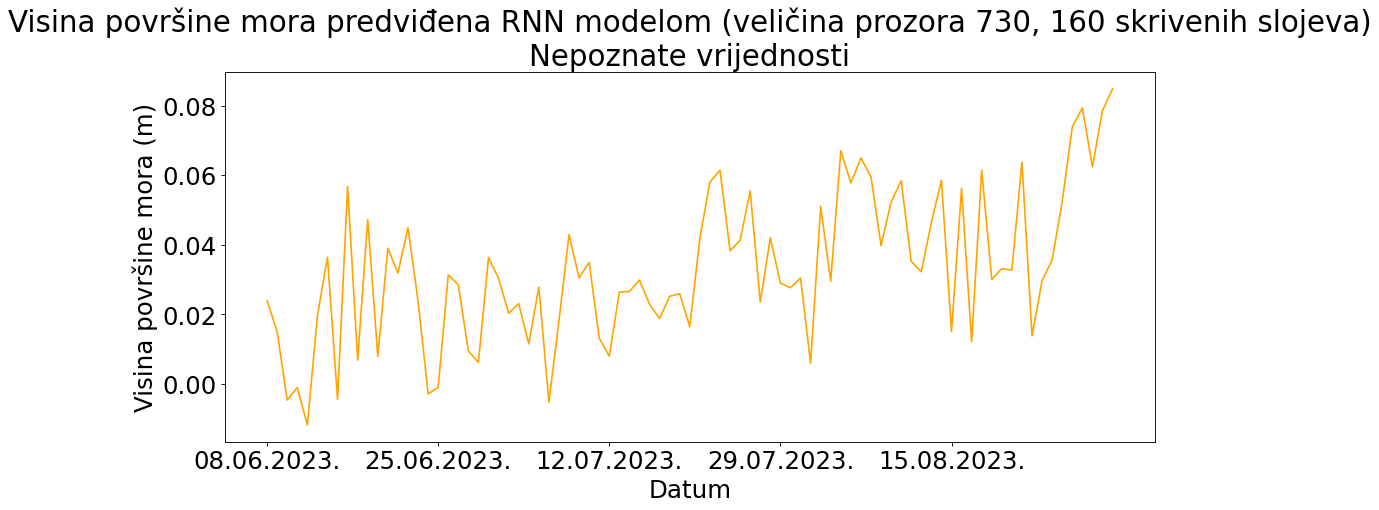 Visina površine mora predviđena RNN modelom (veličina prozora 730, 160 skrivenih slojeva)
Nepoznate vrijednosti
Visina površine mora (m)
0.08
0.06
0.04
0.02
0.00
08.06.2023. 25.06.2023. 12.07.2023. 29.07.2023. 15.08.2023.
Datum